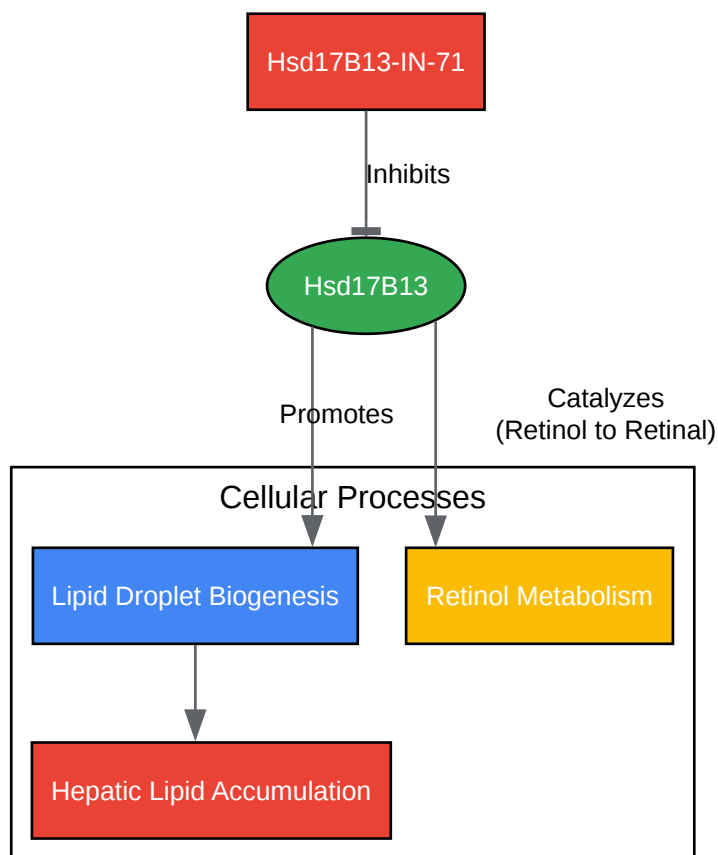 Hsd17B13-IN-71
Inhibits
Hsd17B13
Promotes
Catalyzes
(Retinol to Retinal)
Cellular Processes
Lipid Droplet Biogenesis
Retinol Metabolism
Hepatic Lipid Accumulation